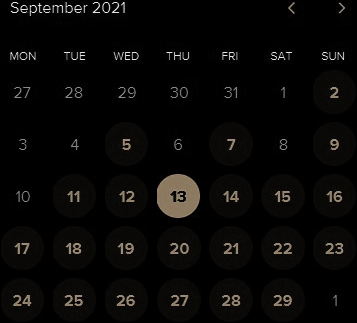 September 2021
MON TUE WED THU FRI SAT SUN
27 28 29 30 31 1 2
3 4 5 6 7 8 9
10 11 12 13 14 15 16
17 18 19 20 21 22 23
24 25 26 27 28 29 1